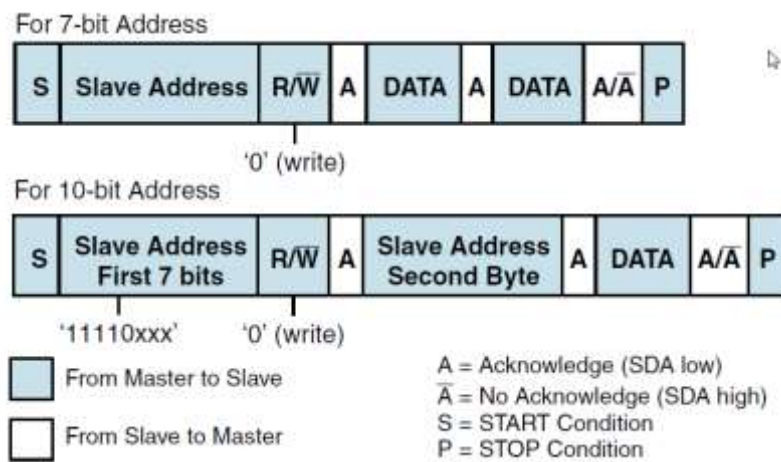 For 7-bit Address
S Slave Address R/W̅ A DATA A DATA A/A̅ P
‘0’ (write)
For 10-bit Address
S Slave Address First 7 bits R/W̅ A Slave Address Second Byte A DATA A/A̅ P
‘11110xxx’ ‘0’ (write)
From Master to Slave
From Slave to Master
A = Acknowledge (SDA low)
A̅ = No Acknowledge (SDA high)
S = START Condition
P = STOP Condition